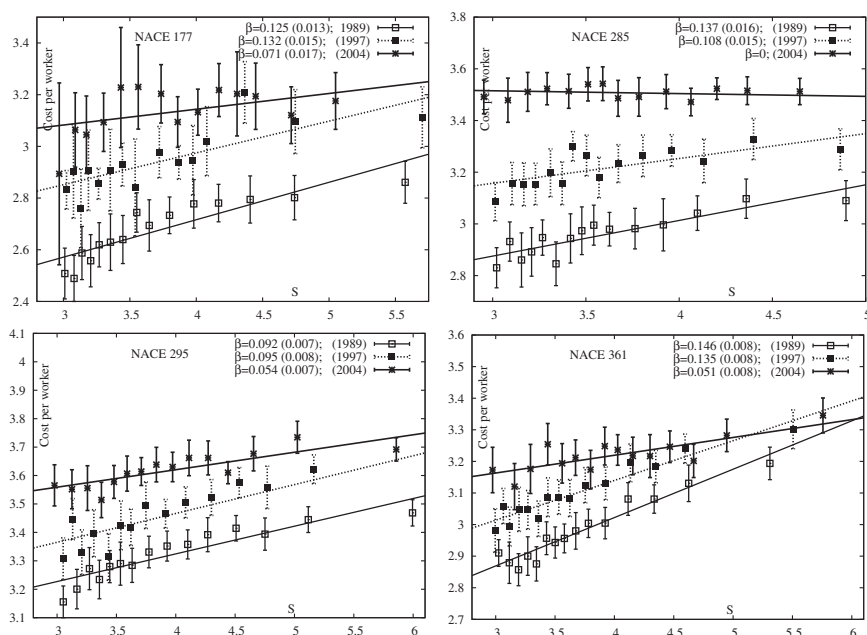 NACE 177
β=0.125 (0.013); (1989)
β=0.132 (0.015); (1997)
β=0.071 (0.017); (2004)
Cost per worker
3.4
3.2
3
2.8
2.6
2.4
3 3.5 4 4.5 5 5.5
S
NACE 285
β=0.137 (0.016); (1989)
β=0.108 (0.015); (1997)
β=0; (2004)
Cost per worker
3.8
3.6
3.4
3.2
3
2.8
2.6
3 3.5 4 4.5 5
S
NACE 295
β=0.092 (0.007); (1989)
β=0.095 (0.008); (1997)
β=0.054 (0.007); (2004)
Cost per worker
4.1
4
3.9
3.8
3.7
3.6
3.5
3.4
3.3
3.2
3.1
3 3.5 4 4.5 5 5.5 6
S
NACE 361
β=0.146 (0.008); (1989)
β=0.135 (0.008); (1997)
β=0.051 (0.008); (2004)
Cost per worker
3.6
3.5
3.4
3.3
3.2
3.1
3
2.9
2.8
2.7
3 3.5 4 4.5 5 5.5 6
S